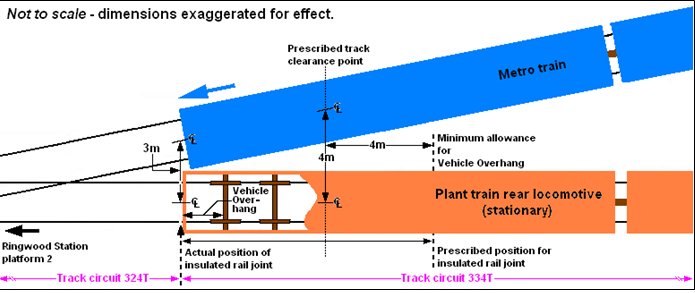 Not to scale - dimensions exaggerated for effect.
Prescribed track
clearance point
Metro train
℄
℄
3m
4m
4m
Minimum allowance
for
Vehicle Overhang
Vehicle
Over-
hang
℄
℄
Plant train rear locomotive
(stationary)
Ringwood Station
platform 2
Actual position of
insulated rail joint
Prescribed position for
insulated rail joint
Track circuit 324T
Track circuit 334T